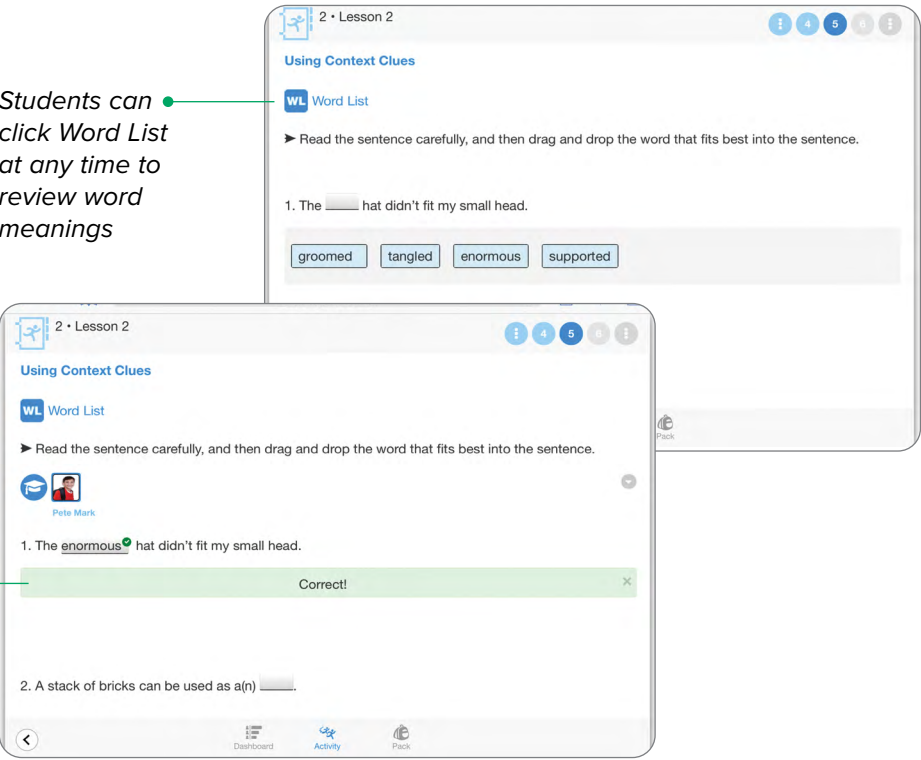 Students can
click Word List
at any time to
review word
meanings
2 • Lesson 2
4 5 6
Using Context Clues
WL Word List
➤ Read the sentence carefully, and then drag and drop the word that fits best into the sentence.
1. The ____ hat didn't fit my small head.
groomed tangled enormous supported
Pack
2 • Lesson 2
4 5 6
Using Context Clues
WL Word List
➤ Read the sentence carefully, and then drag and drop the word that fits best into the sentence.
Pete Mark
1. The enormous hat didn't fit my small head.
Correct! ×
2. A stack of bricks can be used as a(n) ____.
Dashboard Activity Pack